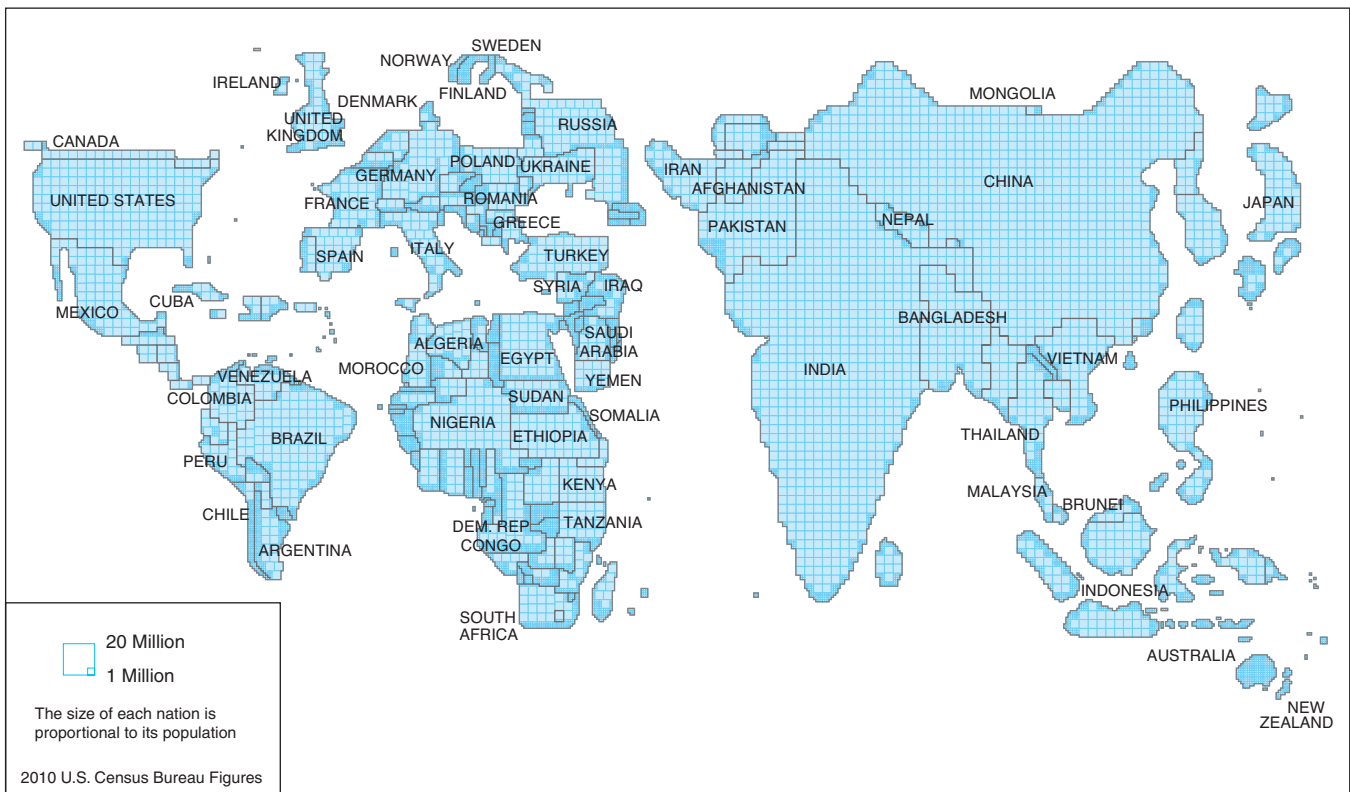 SWEDEN
NORWAY
IRELAND
FINLAND
DENMARK
MONGOLIA
UNITED
KINGDOM
RUSSIA
CANADA
POLAND
UKRAINE
IRAN
GERMANY
AFGHANISTAN
CHINA
UNITED STATES
ROMANIA
FRANCE
JAPAN
GREECE
NEPAL
PAKISTAN
ITALY
SPAIN
TURKEY
SYRIA
IRAQ
CUBA
MEXICO
BANGLADESH
SAUDI
ARABIA
ALGERIA
EGYPT
VIETNAM
MOROCCO
INDIA
VENEZUELA
YEMEN
COLOMBIA
SUDAN
PHILIPPINES
SOMALIA
NIGERIA
BRAZIL
ETHIOPIA
THAILAND
PERU
KENYA
MALAYSIA
BRUNEI
CHILE
DEM. REP
CONGO
TANZANIA
ARGENTINA
INDONESIA
SOUTH
AFRICA
AUSTRALIA
NEW
ZEALAND
20 Million
1 Million
The size of each nation is
proportional to its population
2010 U.S. Census Bureau Figures